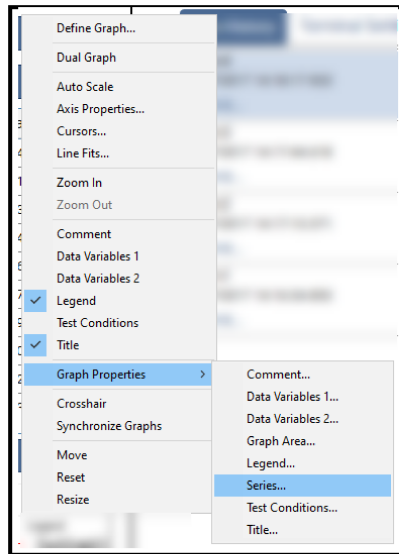 Define Graph...
Dual Graph
Auto Scale
Axis Properties...
Cursors...
Line Fits...
Zoom In
Zoom Out
Comment
Data Variables 1
Data Variables 2
Legend
Test Conditions
Title
Graph Properties
Crosshair
Synchronize Graphs
Move
Reset
Resize
Comment...
Data Variables 1...
Data Variables 2...
Graph Area...
Legend...
Series...
Test Conditions...
Title...